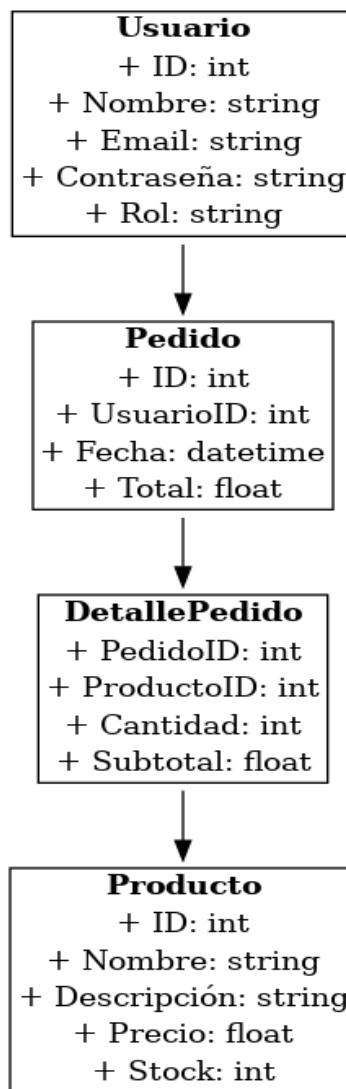 Usuario
+ ID: int
+ Nombre: string
+ Email: string
+ Contraseña: string
+ Rol: string
Pedido
+ ID: int
+ UsuarioID: int
+ Fecha: datetime
+ Total: float
DetallePedido
+ PedidoID: int
+ ProductoID: int
+ Cantidad: int
+ Subtotal: float
Producto
+ ID: int
+ Nombre: string
+ Descripción: string
+ Precio: float
+ Stock: int